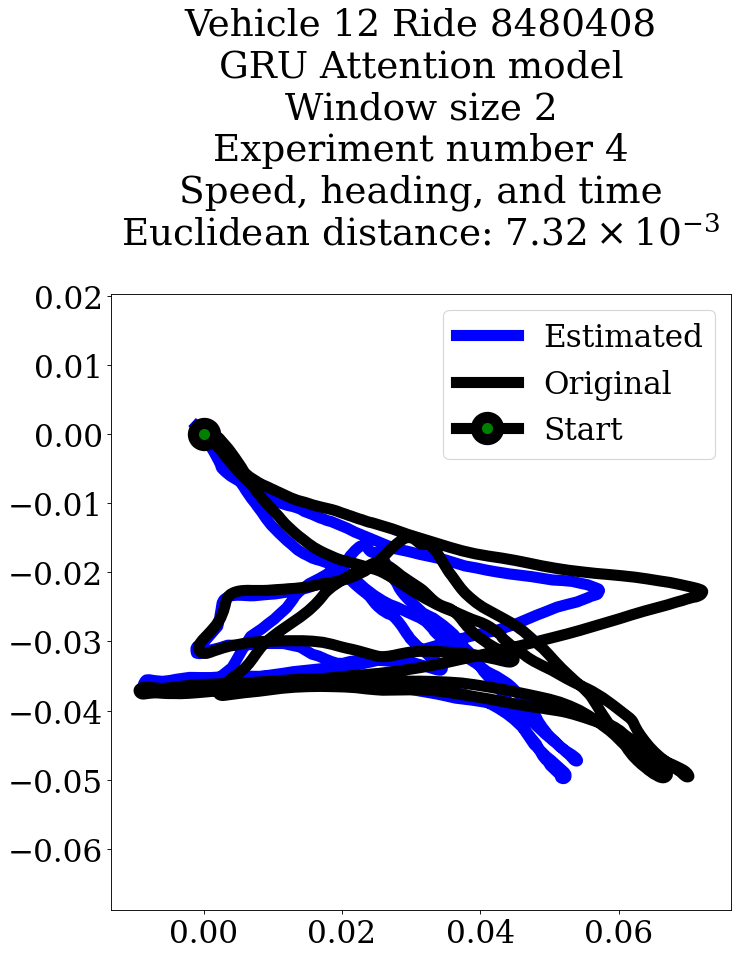 Vehicle 12 Ride 8480408
GRU Attention model
Window size 2
Experiment number 4
Speed, heading, and time
Euclidean distance: 7.32 × 10⁻³
0.02
0.01
0.00
−0.01
−0.02
−0.03
−0.04
−0.05
−0.06
Estimated
Original
Start
0.00 0.02 0.04 0.06